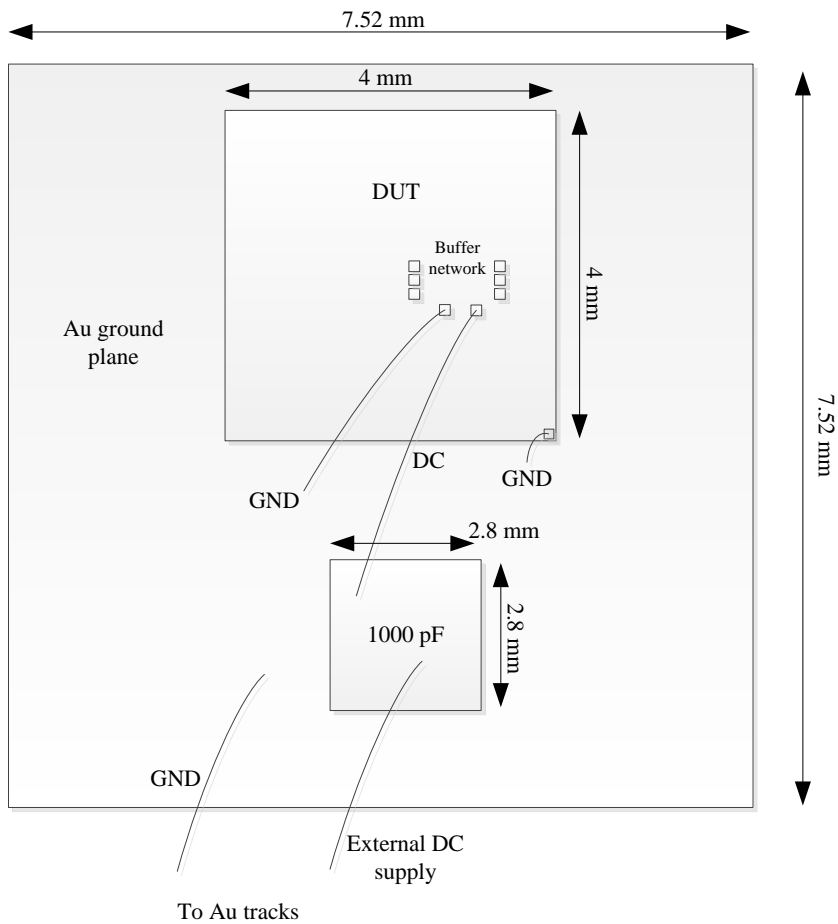 7.52 mm
4 mm
DUT
Buffer
network
4 mm
Au ground
plane
7.52 mm
DC
GND
GND
2.8 mm
1000 pF
2.8 mm
GND
External DC
supply
To Au tracks